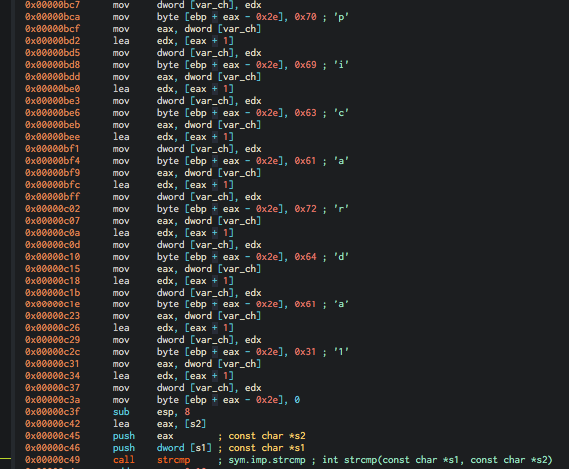 0x00000bc7 mov dword [var_ch], edx
0x00000bca mov byte [ebp + eax - 0x2e], 0x70 ; 'p'
0x00000bcf mov eax, dword [var_ch]
0x00000bd2 lea edx, [eax + 1]
0x00000bd5 mov dword [var_ch], edx
0x00000bd8 mov byte [ebp + eax - 0x2e], 0x69 ; 'i'
0x00000bdd mov eax, dword [var_ch]
0x00000be0 lea edx, [eax + 1]
0x00000be3 mov dword [var_ch], edx
0x00000be6 mov byte [ebp + eax - 0x2e], 0x63 ; 'c'
0x00000beb mov eax, dword [var_ch]
0x00000bee lea edx, [eax + 1]
0x00000bf1 mov dword [var_ch], edx
0x00000bf4 mov byte [ebp + eax - 0x2e], 0x61 ; 'a'
0x00000bf9 mov eax, dword [var_ch]
0x00000bfc lea edx, [eax + 1]
0x00000bff mov dword [var_ch], edx
0x00000c02 mov byte [ebp + eax - 0x2e], 0x72 ; 'r'
0x00000c07 mov eax, dword [var_ch]
0x00000c0a lea edx, [eax + 1]
0x00000c0d mov dword [var_ch], edx
0x00000c10 mov byte [ebp + eax - 0x2e], 0x64 ; 'd'
0x00000c15 mov eax, dword [var_ch]
0x00000c18 lea edx, [eax + 1]
0x00000c1b mov dword [var_ch], edx
0x00000c1e mov byte [ebp + eax - 0x2e], 0x61 ; 'a'
0x00000c23 mov eax, dword [var_ch]
0x00000c26 lea edx, [eax + 1]
0x00000c29 mov dword [var_ch], edx
0x00000c2c mov byte [ebp + eax - 0x2e], 0x31 ; '1'
0x00000c31 mov eax, dword [var_ch]
0x00000c34 lea edx, [eax + 1]
0x00000c37 mov dword [var_ch], edx
0x00000c3a mov byte [ebp + eax - 0x2e], 0
0x00000c3f sub esp, 8
0x00000c42 lea eax, [s2]
0x00000c45 push eax ; const char *s2
0x00000c46 push dword [s1] ; const char *s1
0x00000c49 call strcmp ; sym.imp.strcmp ; int strcmp(const char *s1, const char *s2)